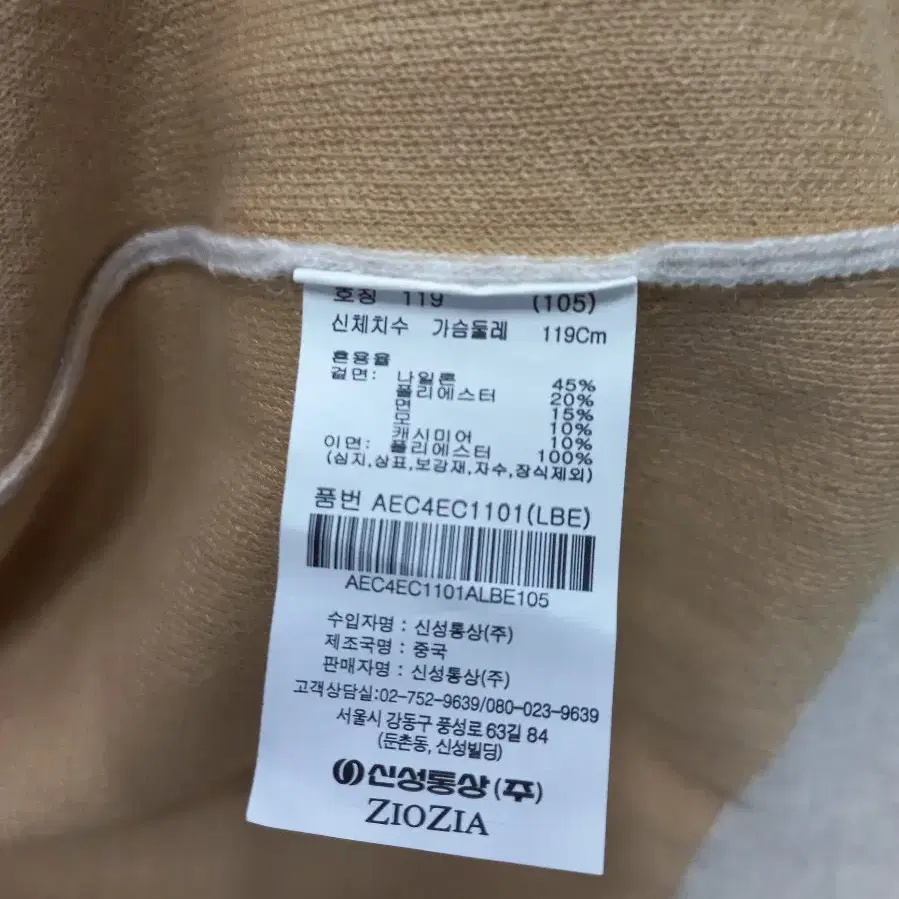 호칭 119 (105)
신체치수 가슴둘레 119Cm
혼용율
겉면: 나일론 45%
폴리에스터 20%
면 15%
모 10%
캐시미어 10%
이면: 폴리에스터 100%
(심지,상표,보강재,자수,장식제외)
품번 AEC4EC1101(LBE)
AEC4EC1101ALBE105
수입자명 : 신성통상(주)
제조국명 : 중국
판매자명 : 신성통상(주)
고객상담실:02-752-9639/080-023-9639
서울시 강동구 풍성로 63길 84
(둔촌동, 신성빌딩)
신성통상(주)
ZIOZIA